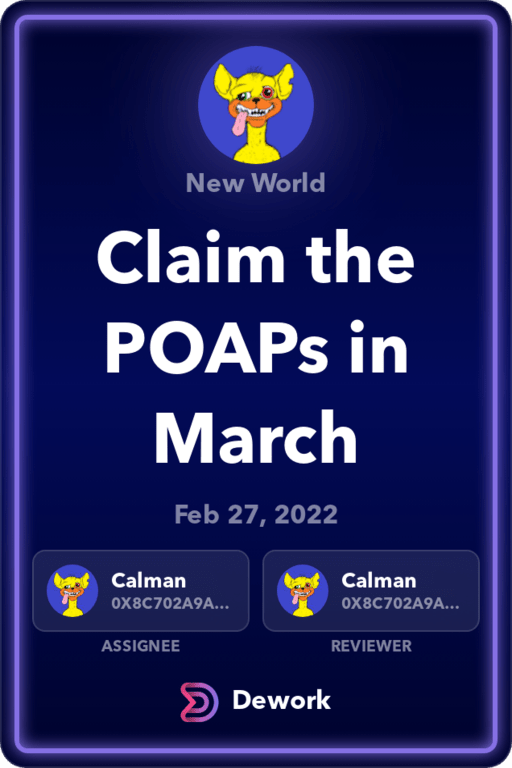 New World
Claim the
POAPs in
March
Feb 27, 2022
Calman
0X8C702A9A...
ASSIGNEE
Calman
0X8C702A9A...
REVIEWER
Dework